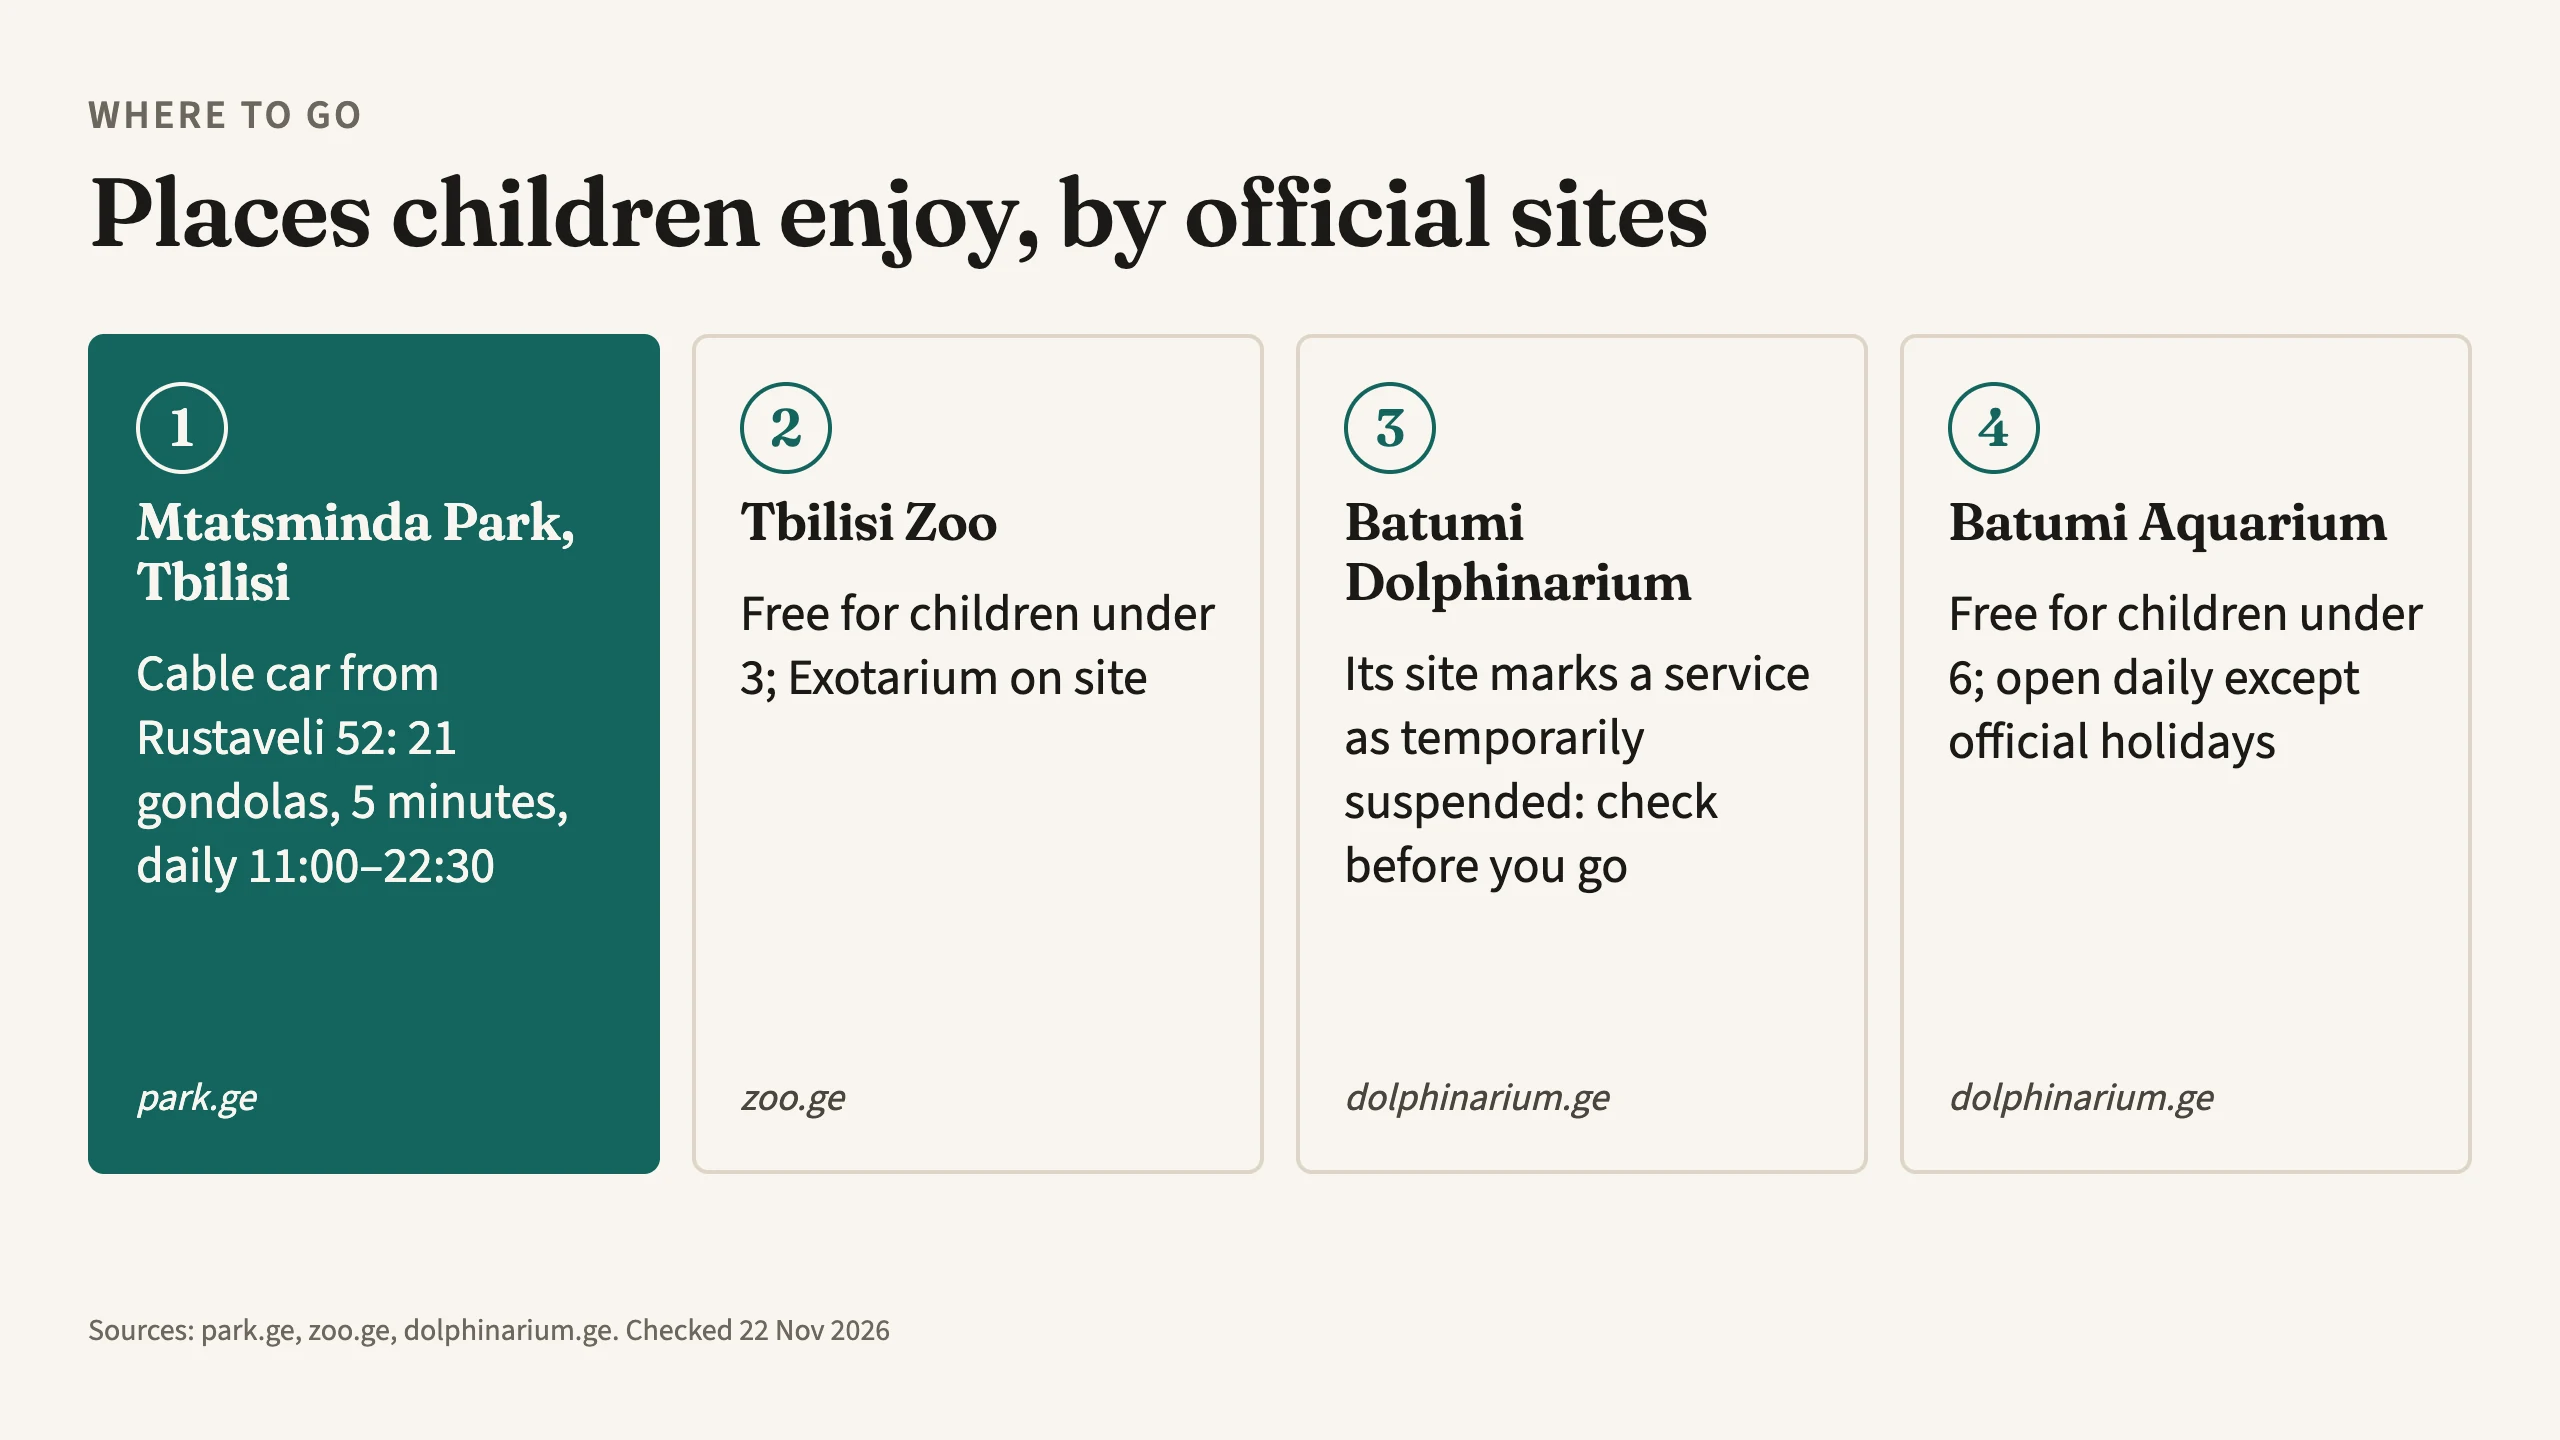 WHERE TO GO
Places children enjoy, by official sites
1
Mtatsminda Park,
Tbilisi
Cable car from
Rustaveli 52: 21
gondolas, 5 minutes,
daily 11:00–22:30
park.ge
2
Tbilisi Zoo
Free for children under
3; Exotarium on site
zoo.ge
3
Batumi
Dolphinarium
Its site marks a service
as temporarily
suspended: check
before you go
dolphinarium.ge
4
Batumi Aquarium
Free for children under
6; open daily except
official holidays
dolphinarium.ge
Sources: park.ge, zoo.ge, dolphinarium.ge. Checked 22 Nov 2026